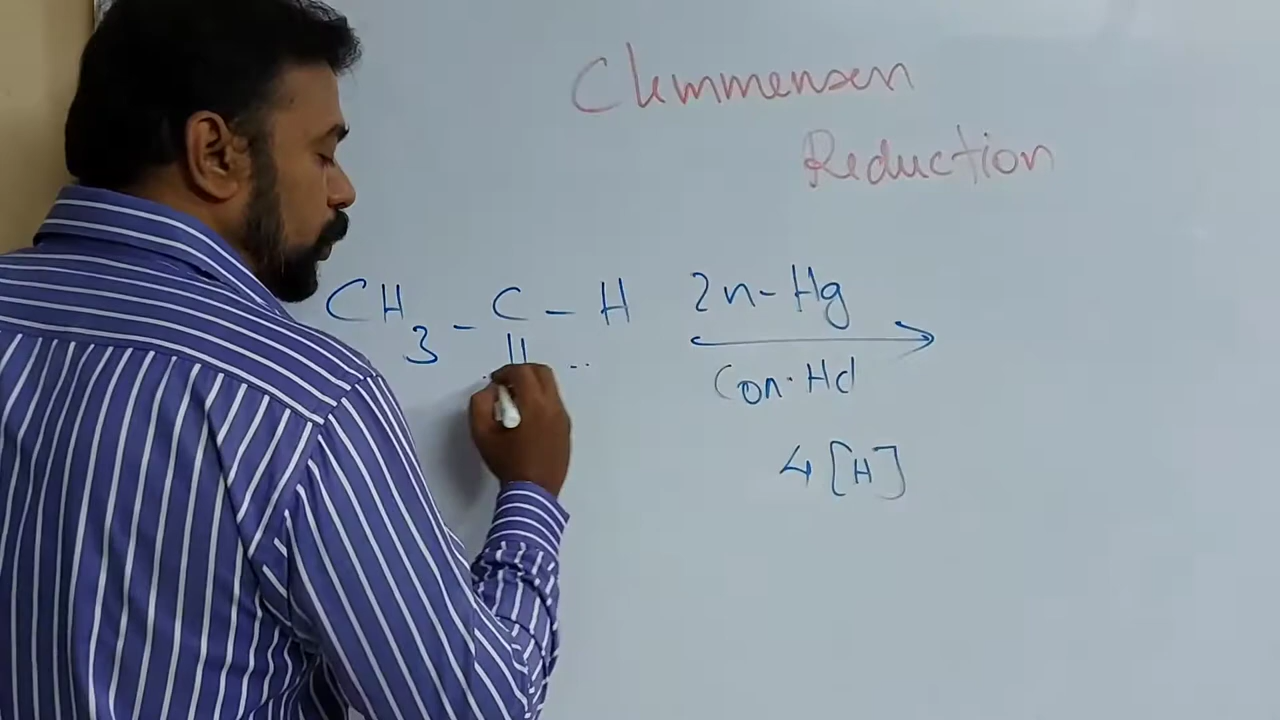 Clemmensen
Reduction
CH3 - C - H
Zn-Hg
||
Con. HCl
4 [H]